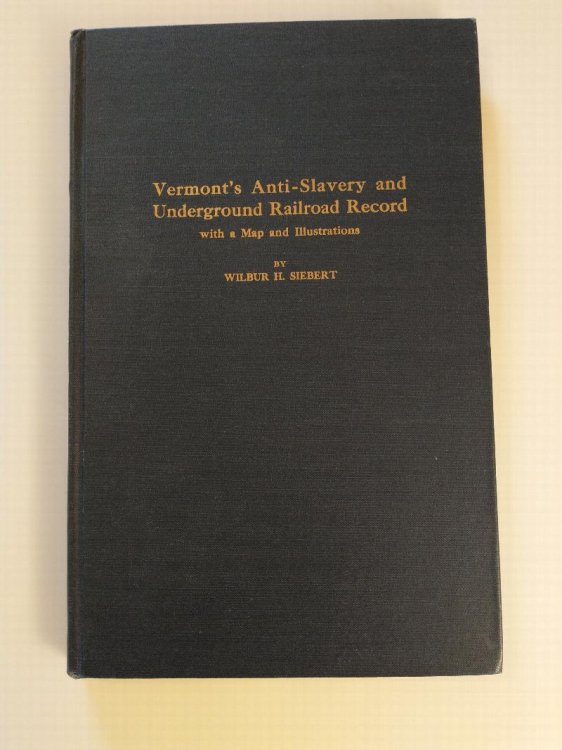 Vermont's Anti-Slavery and
Underground Railroad Record
with a Map and Illustrations
BY
WILBUR H. SIEBERT